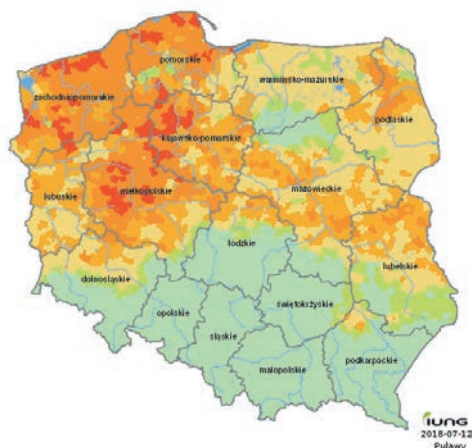 pomorskie
warmińsko-mazurskie
zachodniopomorskie
podlaskie
kujawsko-pomorskie
mazowieckie
lubuskie
wielkopolskie
łódzkie
lubelskie
dolnośląskie
opolskie
świętokrzyskie
śląskie
podkarpackie
małopolskie
IUNG
2018-07-12
Puławy